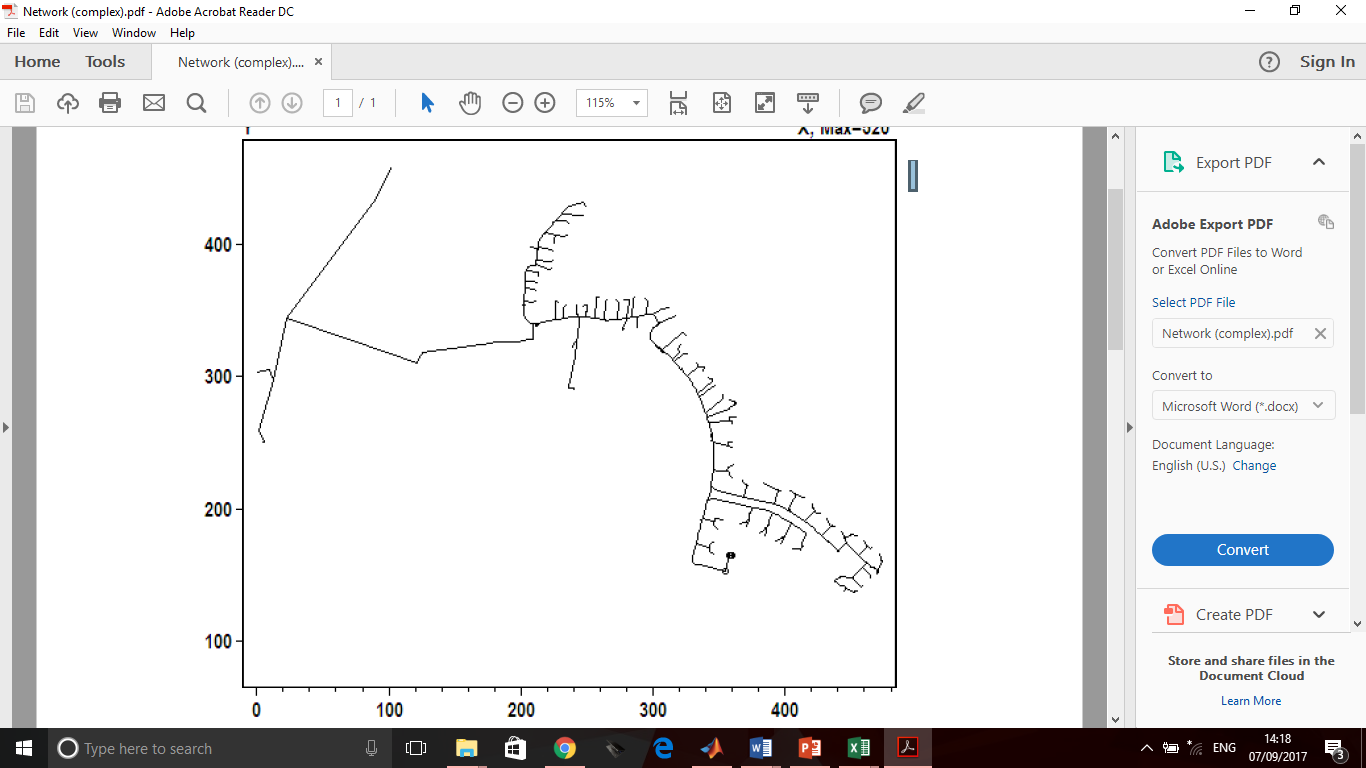 Network (complex).pdf - Adobe Acrobat Reader DC
File Edit View Window Help
Home Tools Network (complex).... × Sign In
1 / 1 115%
Y X, Max=520
400
300
200
100
0 100 200 300 400
Export PDF
Adobe Export PDF
Convert PDF Files to Word
or Excel Online
Select PDF File
Network (complex).pdf
Convert to
Microsoft Word (*.docx)
Document Language:
English (U.S.) Change
Convert
Create PDF
Store and share files in the
Document Cloud
Learn More
Type here to search
ENG
14:18
07/09/2017
3